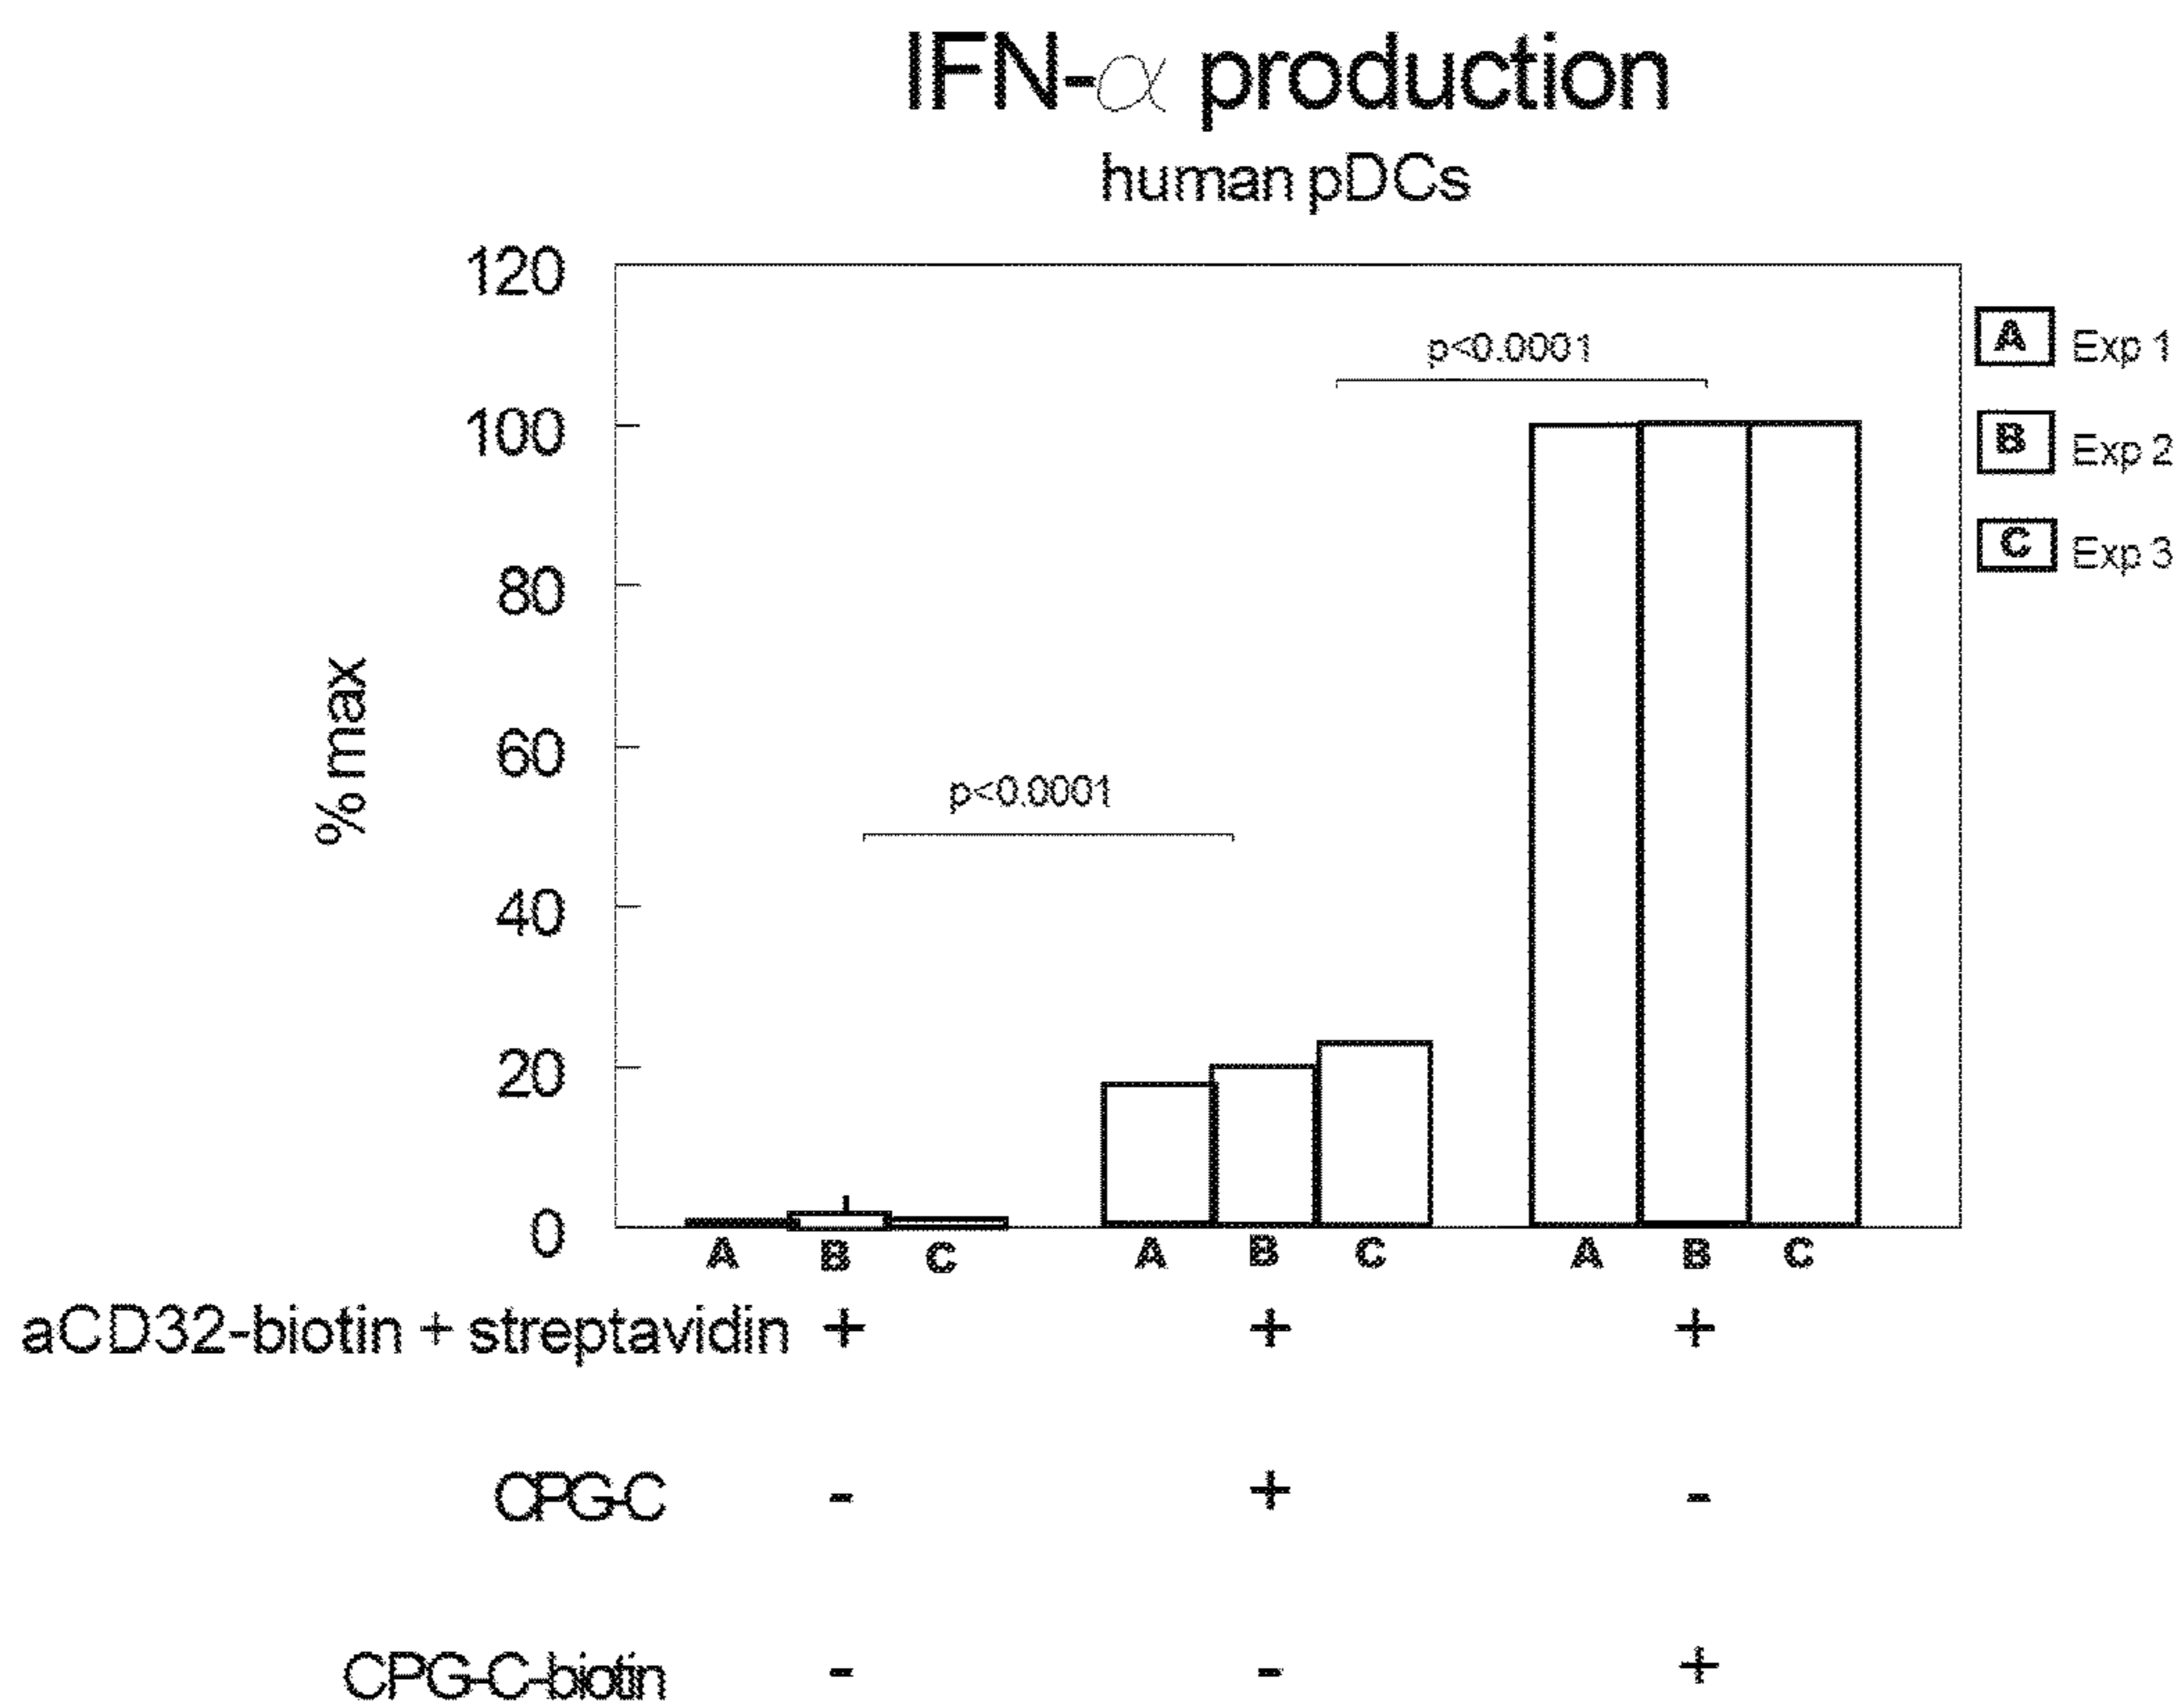 IFN-α production
human pDCs
120
100
80
60
40
20
0
% max
p<0.0001
p<0.0001
A Exp 1
B Exp 2
C Exp 3
A B C A B C A B C
aCD32-biotin + streptavidin + + +
CPG-C - + -
CPG-C-biotin - - +